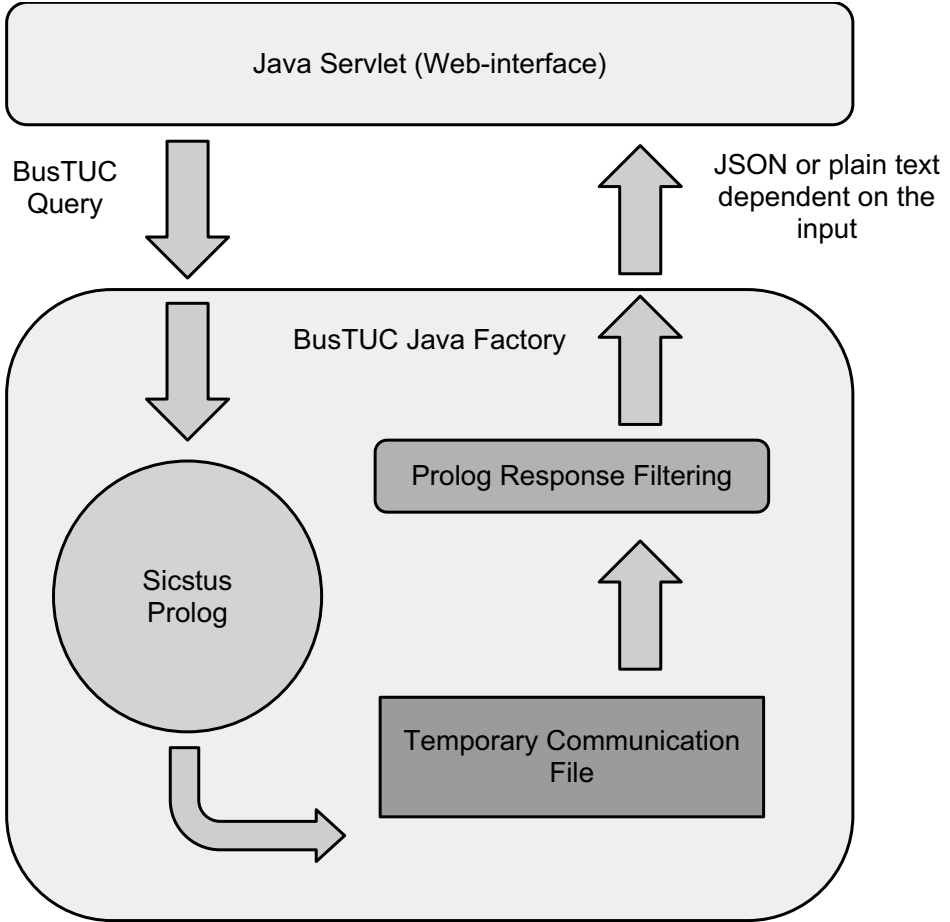 Java Servlet (Web-interface)
BusTUC
Query
JSON or plain text
dependent on the
input
BusTUC Java Factory
Prolog Response Filtering
Sicstus
Prolog
Temporary Communication
File